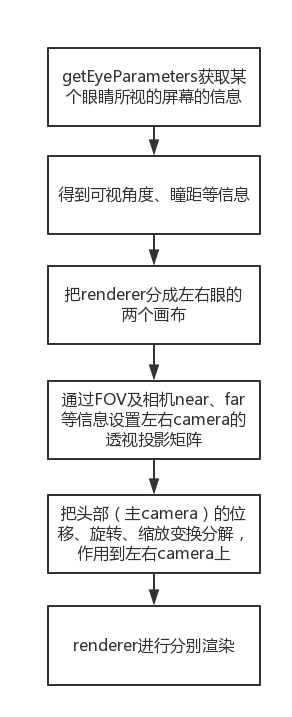 getEyeParameters获取某
个眼睛所视的屏幕的信息
得到可视角度、瞳距等信息
把renderer分成左右眼的
两个画布
通过FOV及相机near、far
等信息设置左右camera的
透视投影矩阵
把头部（主camera）的位
移、旋转、缩放变换分解，
作用到左右camera上
renderer进行分别渲染